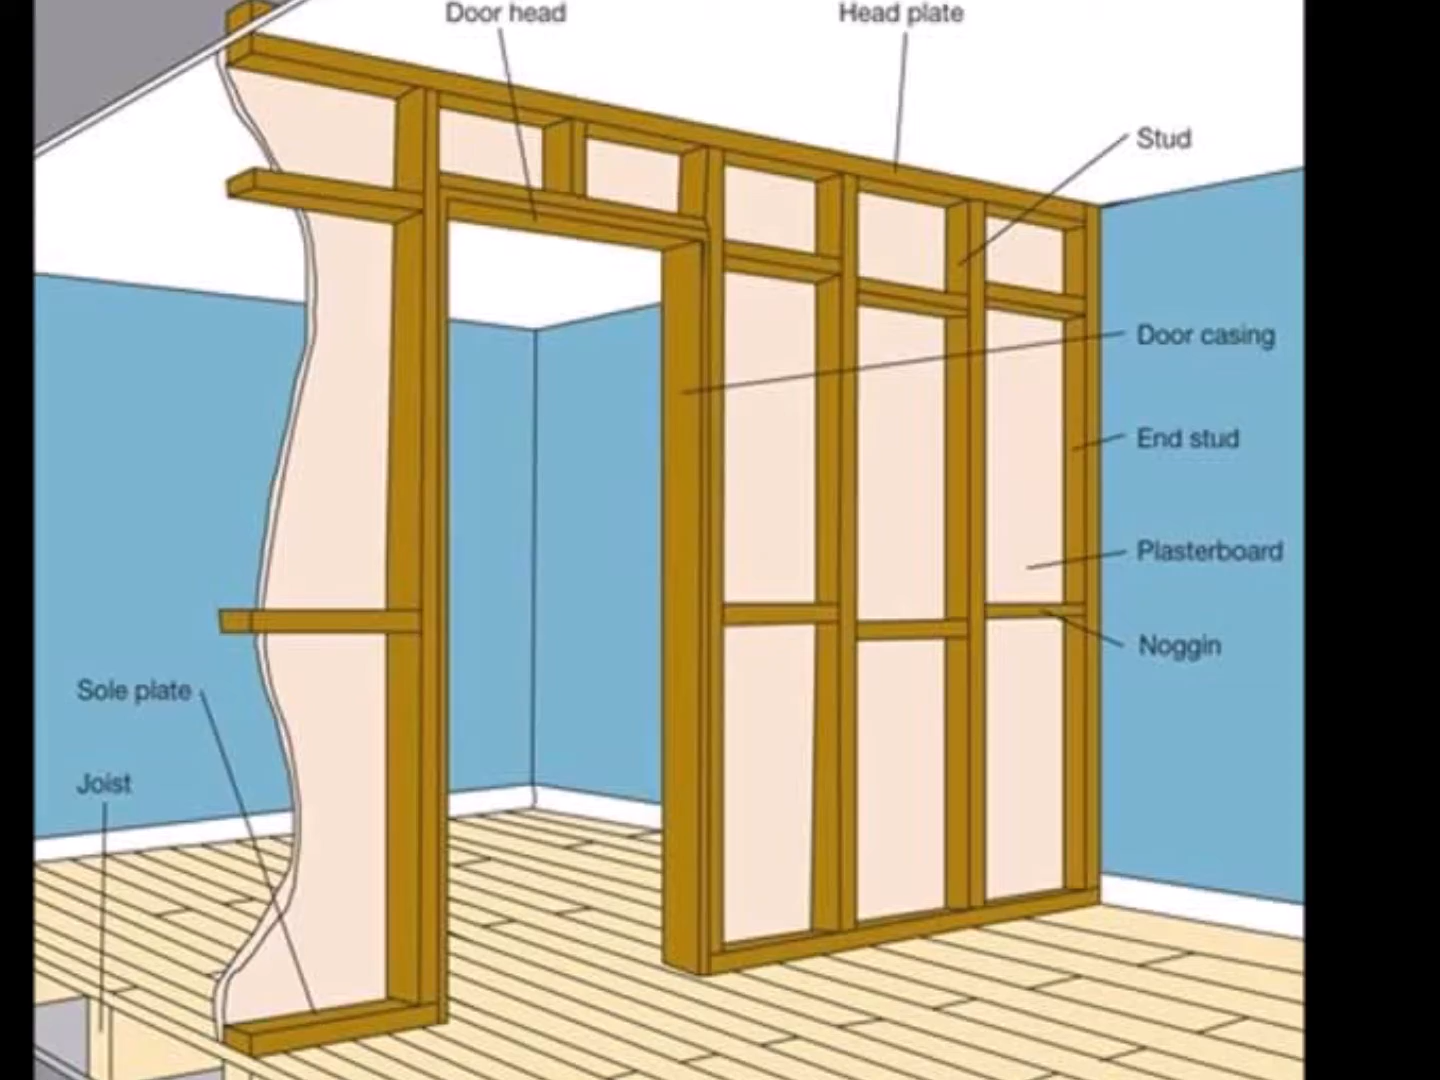 Door head
Head plate
Stud
Door casing
End stud
Plasterboard
Noggin
Sole plate
Joist